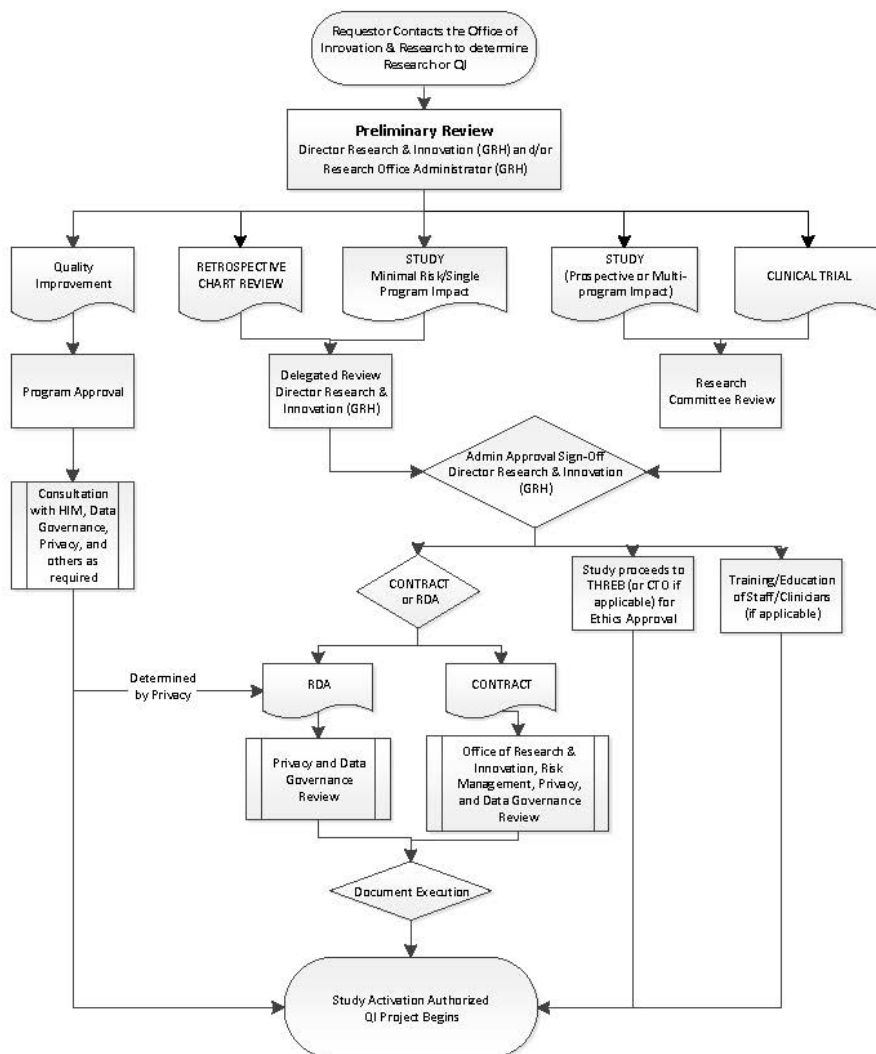 Requestor Contacts the Office of
Innovation & Research to determine
Research or QI
Preliminary Review
Director Research & Innovation (GRH) and/or
Research Office Administrator (GRH)
Quality
Improvement
RETROSPECTIVE
CHART REVIEW
STUDY
Minimal Risk/Single
Program Impact
STUDY
(Prospective or Multi-
program Impact)
CLINICAL TRIAL
Program Approval
Delegated Review
Director Research &
Innovation (GRH)
Research
Committee Review
Admin Approval Sign-Off
Director Research & Innovation
(GRH)
Consultation
with HIM, Data
Governance,
Privacy, and
others as
required
CONTRACT
or RDA
Study proceeds to
THREB (or CTO if
applicable) for
Ethics Approval
Training/Education
of Staff/Clinicians
(if applicable)
Determined
by Privacy
RDA
CONTRACT
Privacy and Data
Governance
Review
Office of Research &
Innovation, Risk
Management, Privacy,
and Data Governance
Review
Document Execution
Study Activation Authorized
QI Project Begins